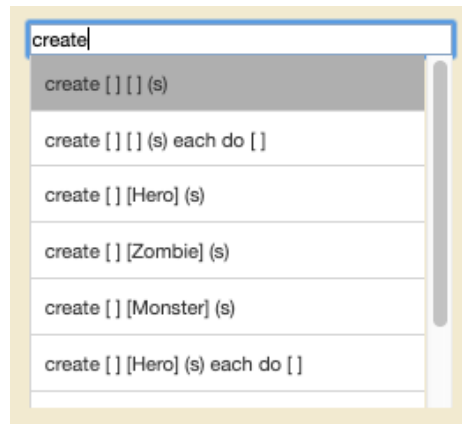 create
create [ ] [ ] (s)
create [ ] [ ] (s) each do [ ]
create [ ] [Hero] (s)
create [ ] [Zombie] (s)
create [ ] [Monster] (s)
create [ ] [Hero] (s) each do [ ]